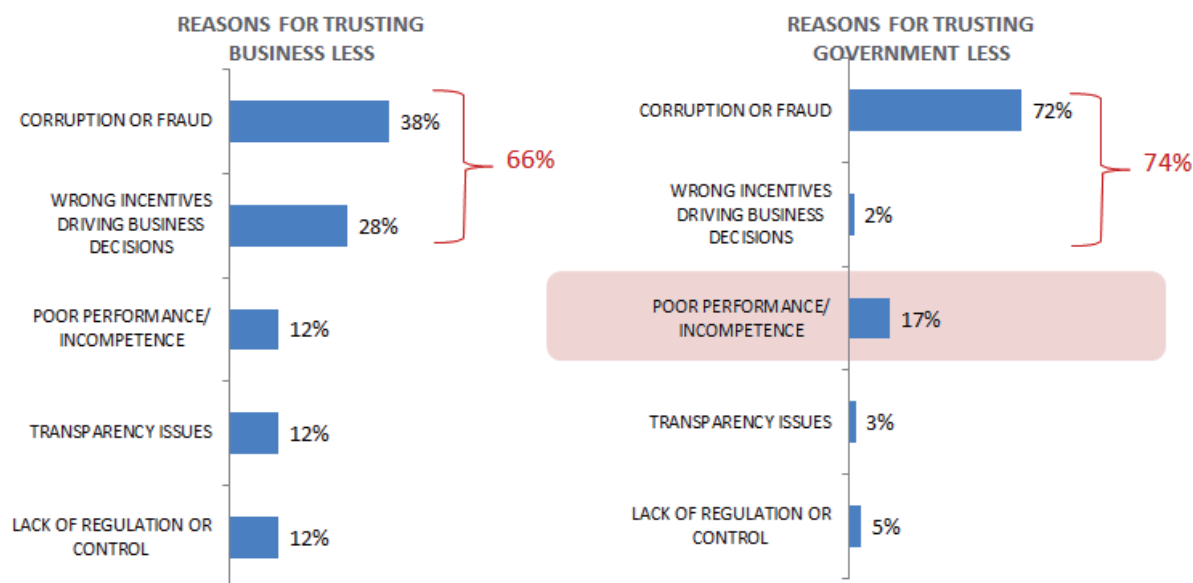 REASONS FOR TRUSTING
BUSINESS LESS
CORRUPTION OR FRAUD
38%
66%
WRONG INCENTIVES
DRIVING BUSINESS
DECISIONS
28%
POOR PERFORMANCE/
INCOMPETENCE
12%
TRANSPARENCY ISSUES
12%
LACK OF REGULATION OR
CONTROL
12%
REASONS FOR TRUSTING
GOVERNMENT LESS
CORRUPTION OR FRAUD
72%
74%
WRONG INCENTIVES
DRIVING BUSINESS
DECISIONS
2%
POOR PERFORMANCE/
INCOMPETENCE
17%
TRANSPARENCY ISSUES
3%
LACK OF REGULATION OR
CONTROL
5%